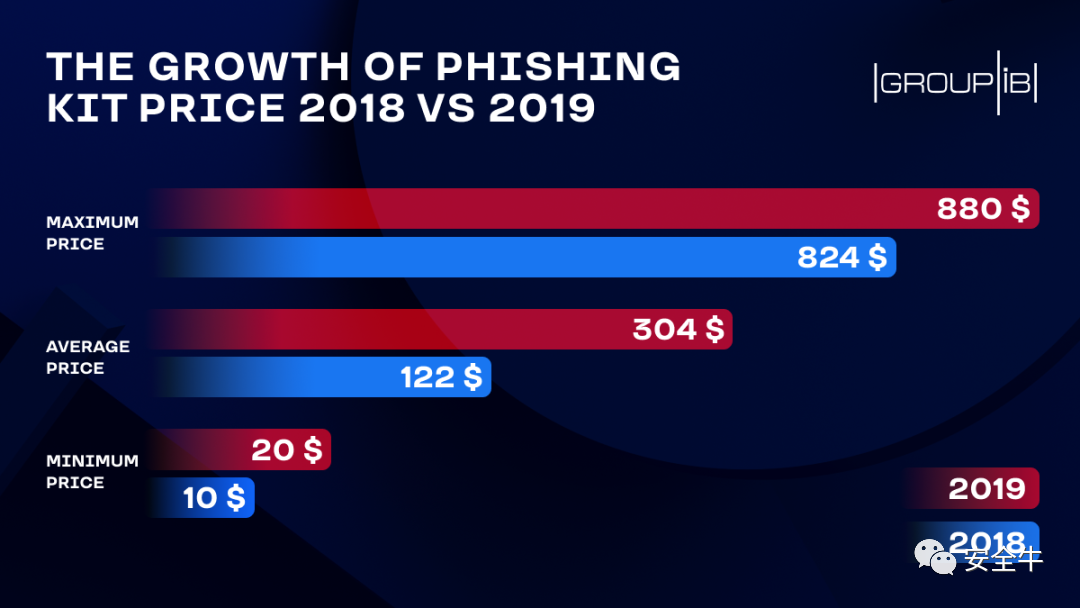 THE GROWTH OF PHISHING
KIT PRICE 2018 VS 2019
|GROUP|iB|
MAXIMUM
PRICE
880 $
824 $
AVERAGE
PRICE
304 $
122 $
MINIMUM
PRICE
20 $
10 $
2019
2018
安全牛